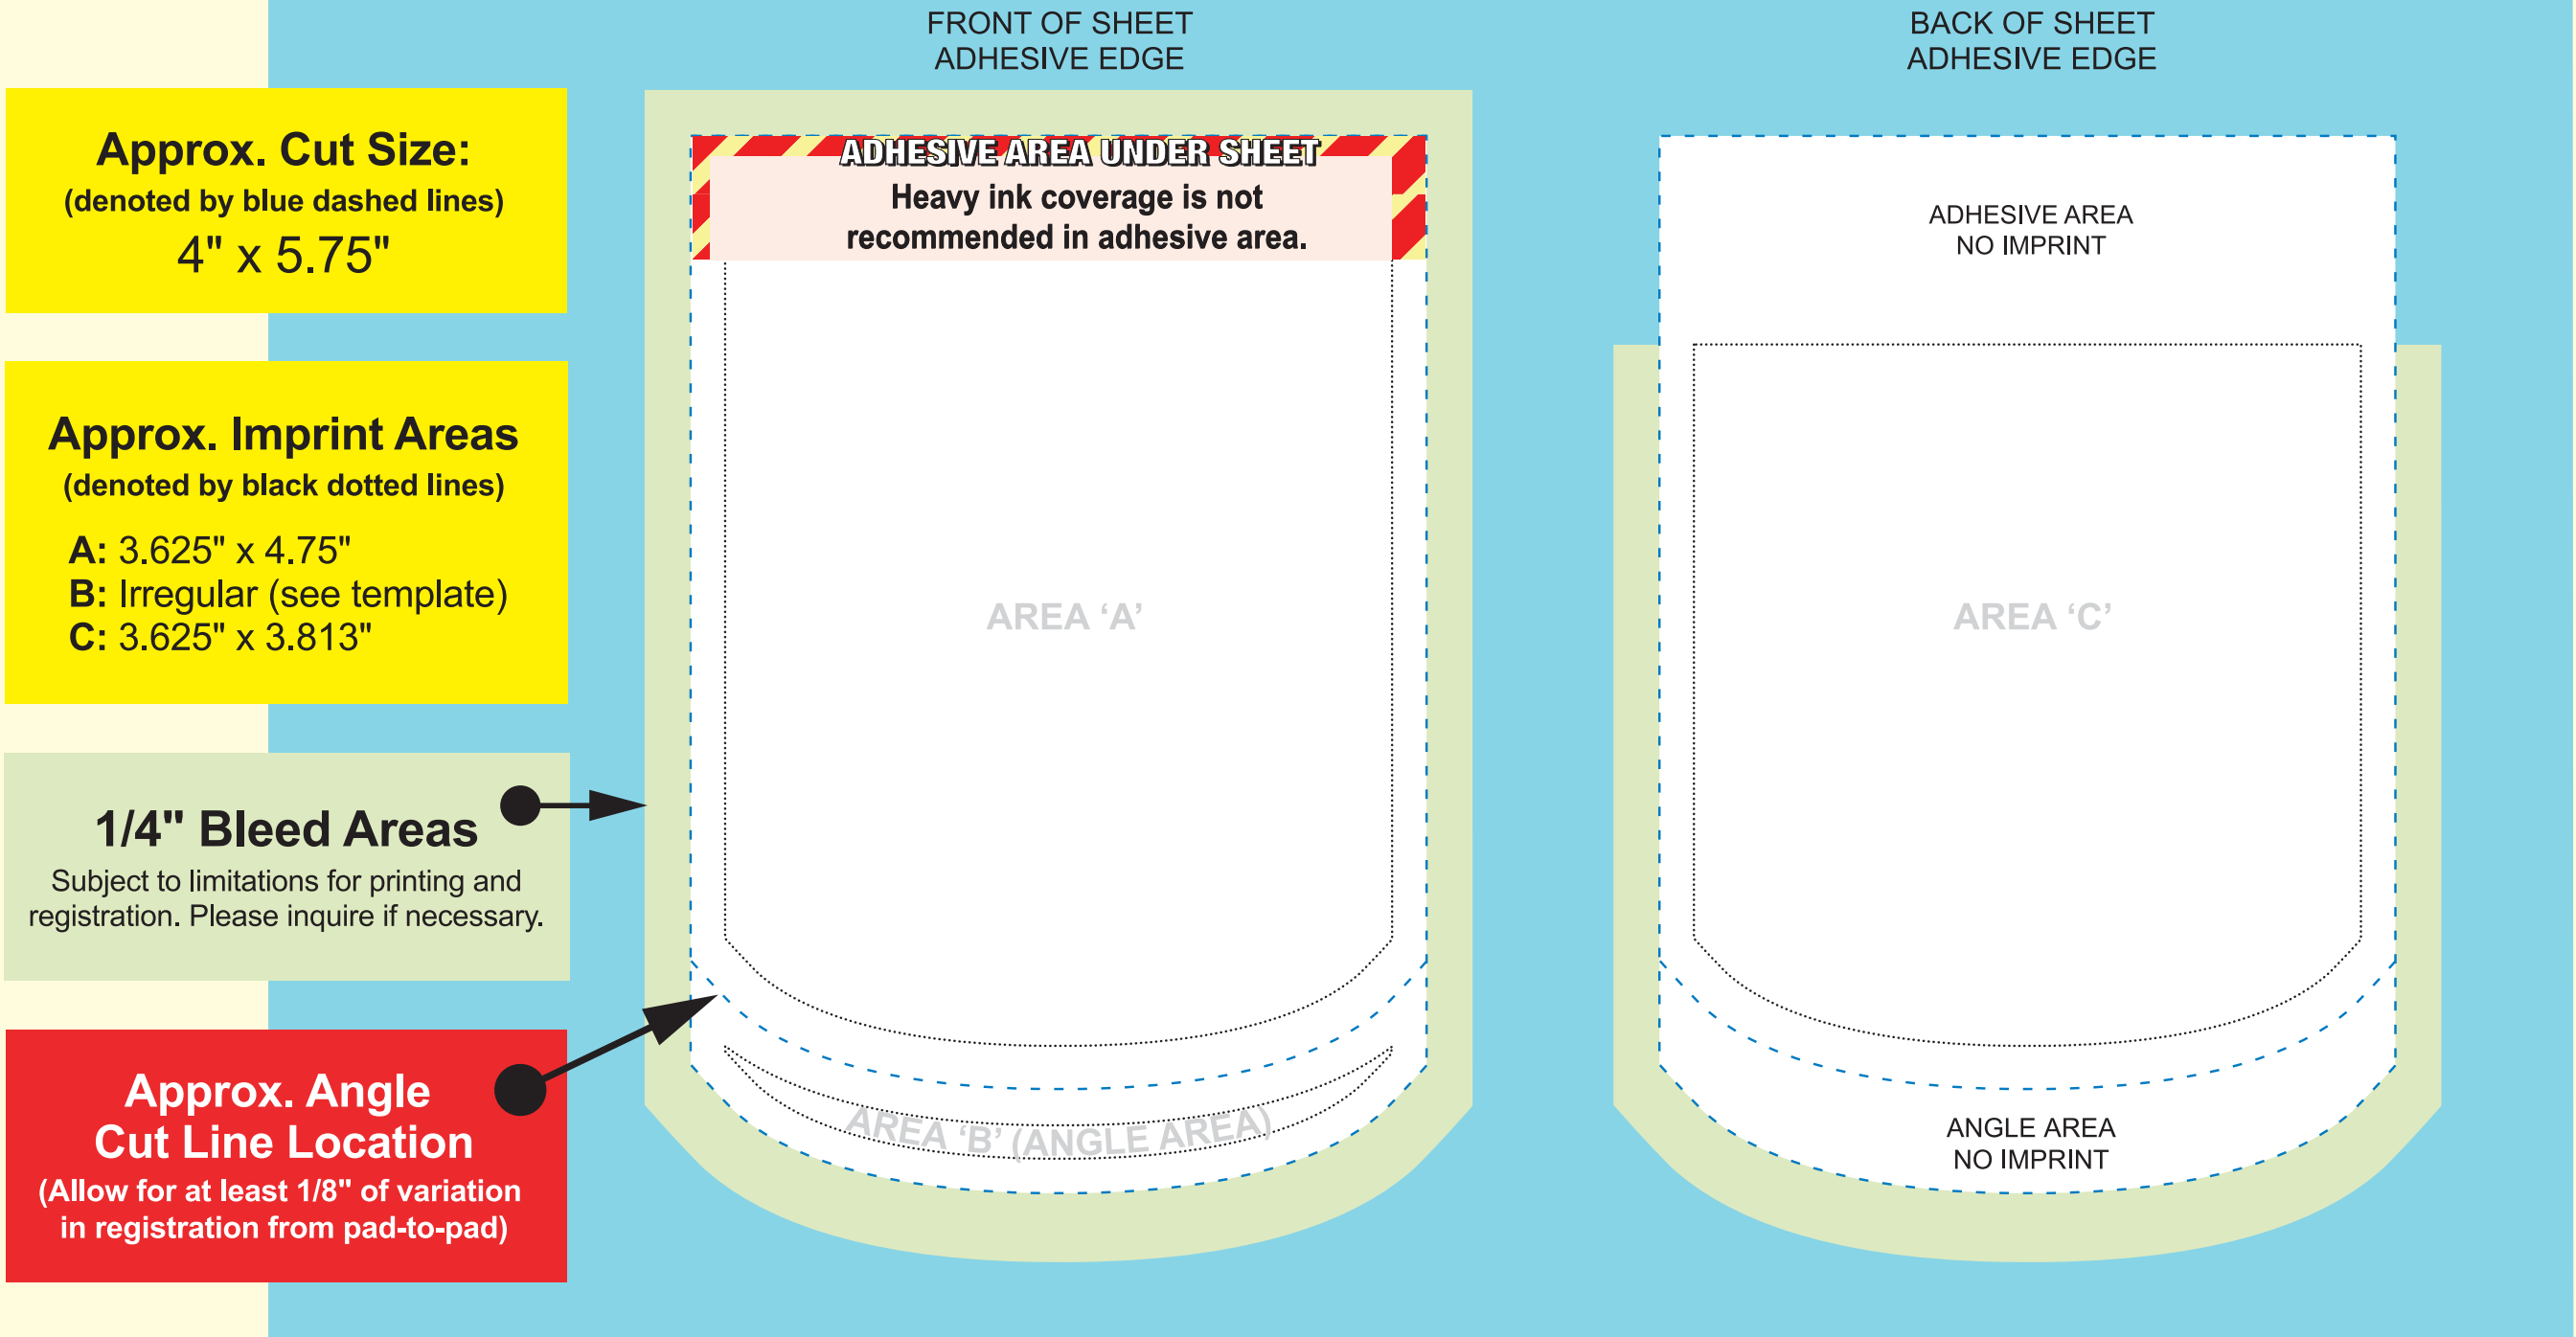 FRONT OF SHEET
ADHESIVE EDGE
BACK OF SHEET
ADHESIVE EDGE
Approx. Cut Size:
(denoted by blue dashed lines)
4" x 5.75"
Approx. Imprint Areas
(denoted by black dotted lines)
A: 3.625" x 4.75"
B: Irregular (see template)
C: 3.625" x 3.813"
1/4" Bleed Areas
Subject to limitations for printing and
registration. Please inquire if necessary.
Approx. Angle
Cut Line Location
(Allow for at least 1/8" of variation
in registration from pad-to-pad)
ADHESIVE AREA UNDER SHEET
Heavy ink coverage is not
recommended in adhesive area.
AREA ‘A’
AREA ‘B’ (ANGLE AREA)
ADHESIVE AREA
NO IMPRINT
AREA ‘C’
ANGLE AREA
NO IMPRINT